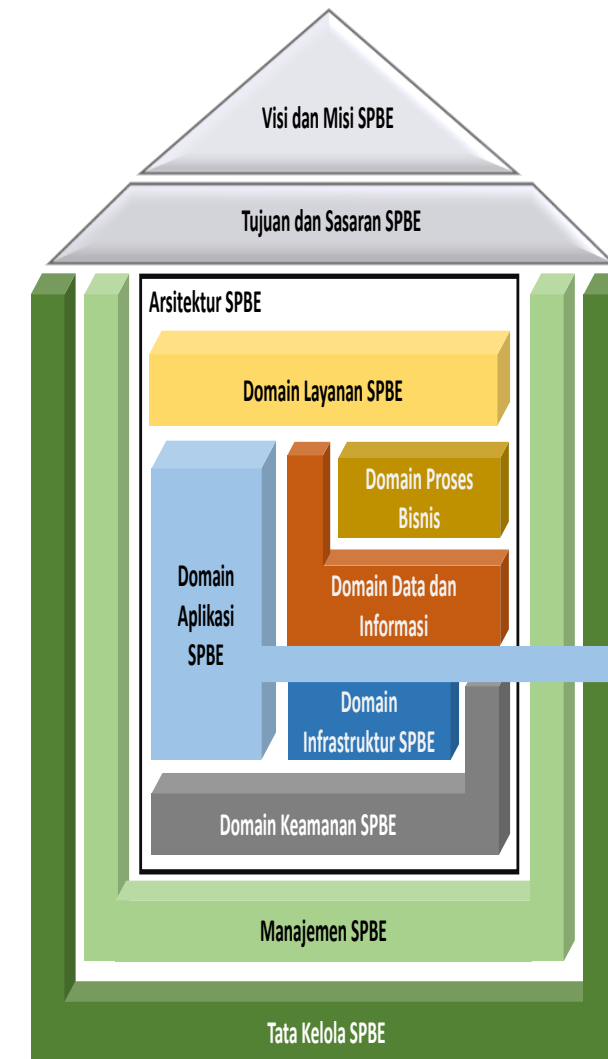 Visi dan Misi SPBE
Tujuan dan Sasaran SPBE
Arsitektur SPBE
Domain Layanan SPBE
Domain Proses
Bisnis
Domain
Aplikasi
SPBE
Domain Data dan
Informasi
Domain
Infrastruktur SPBE
Domain Keamanan SPBE
Manajemen SPBE
Tata Kelola SPBE